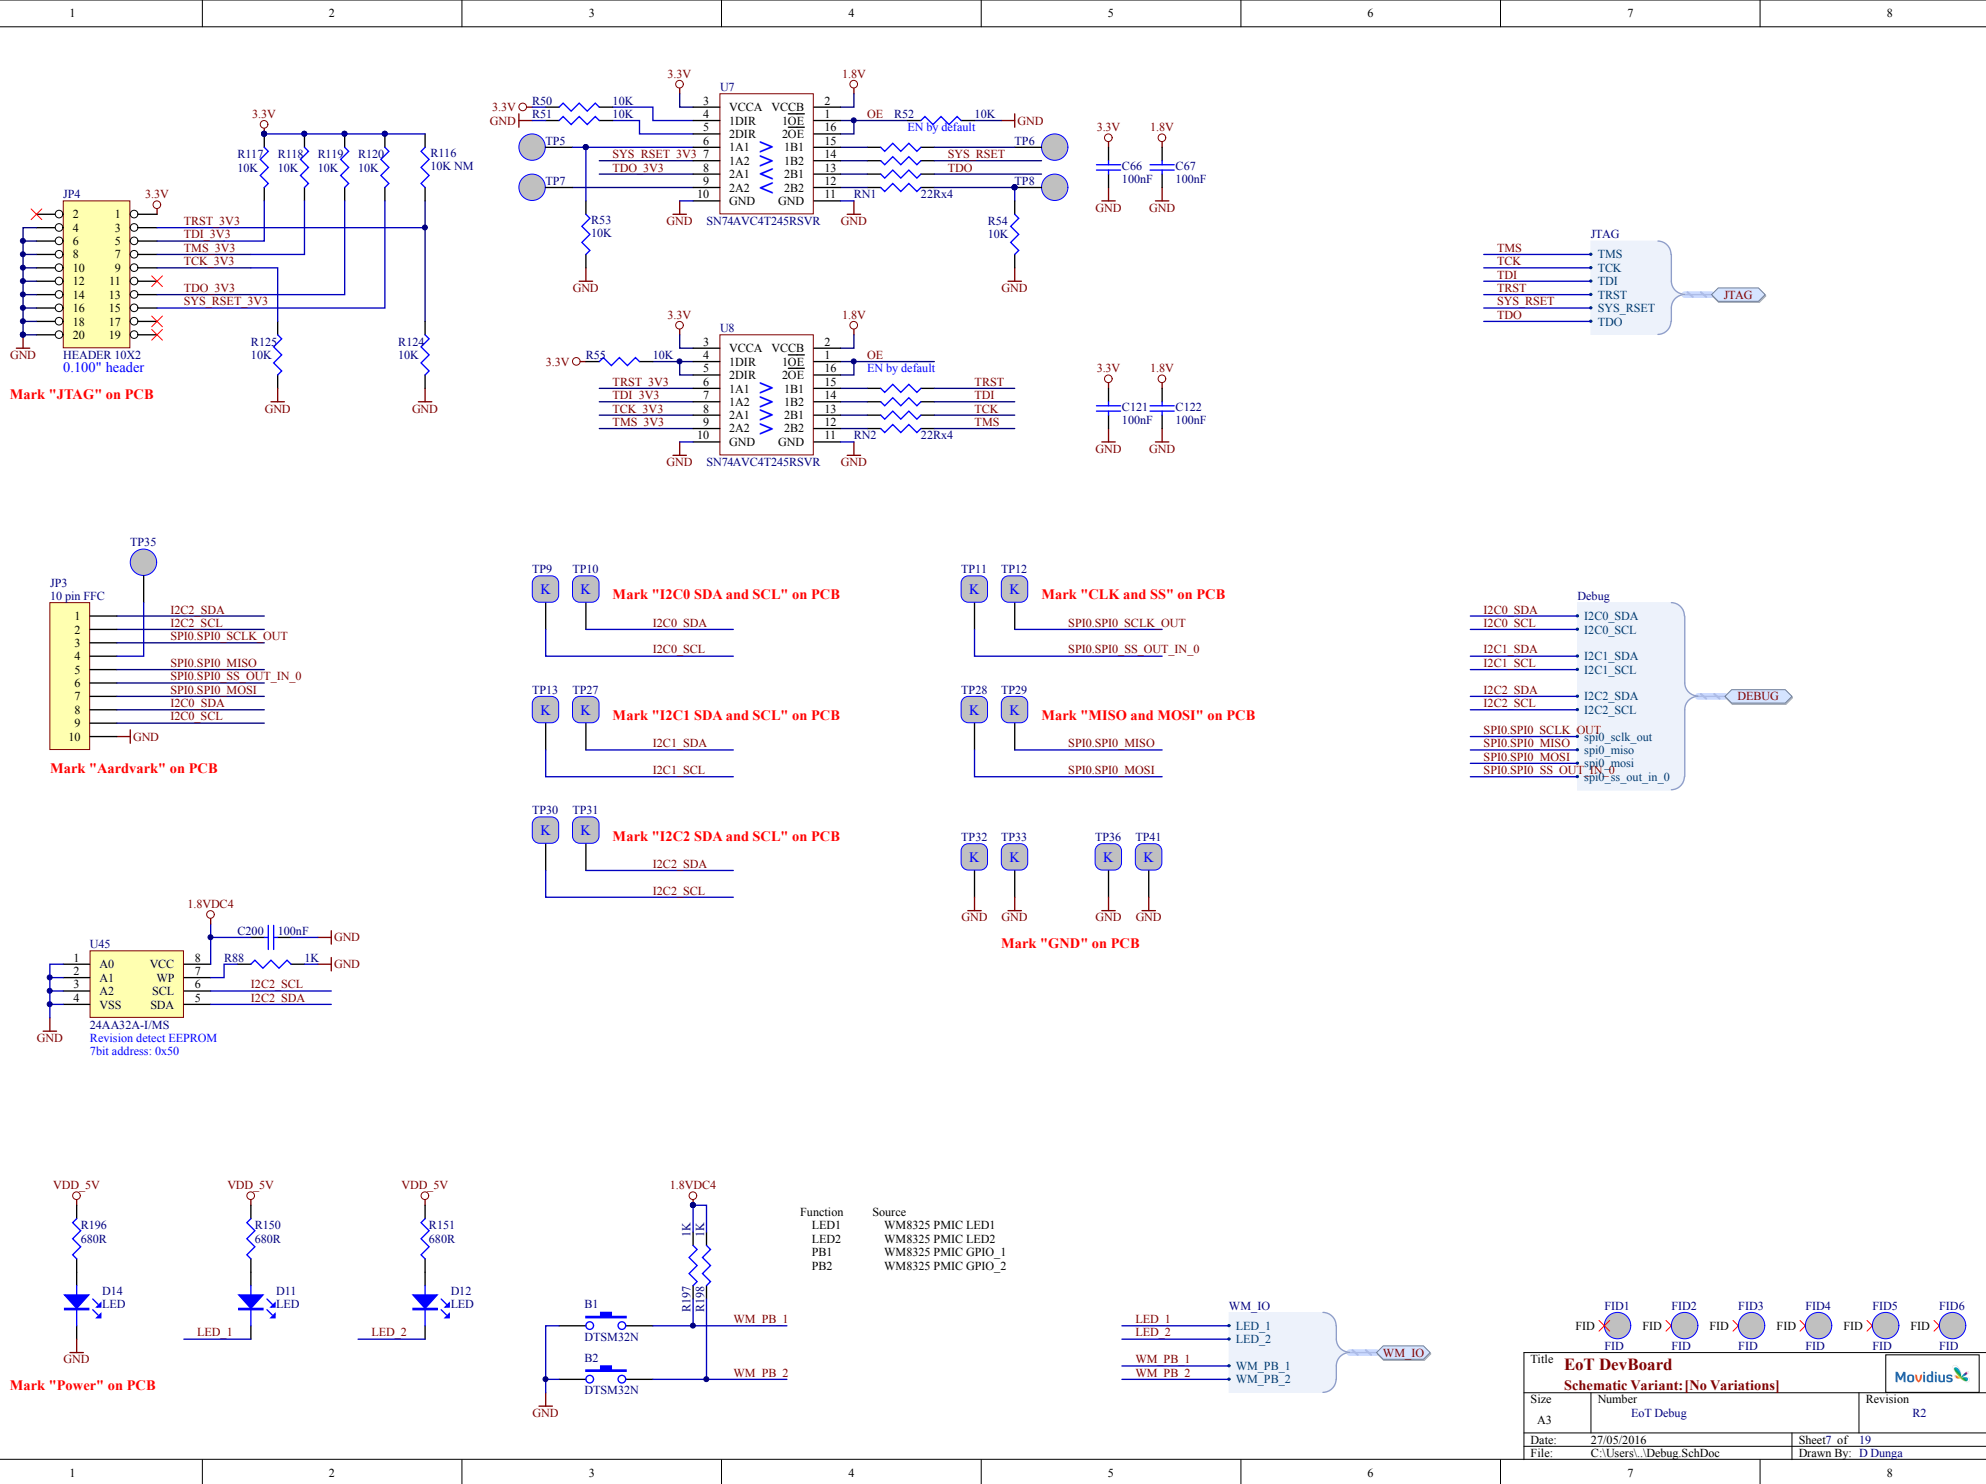 1 2 3 4 5 6 7 8
3.3V
R117 10K
R118 10K
R119 10K
R120 10K
R116
10K NM
JP4
3.3V
2 1
4 3 TRST_3V3
6 5 TDI_3V3
8 7 TMS_3V3
10 9 TCK_3V3
12 11
14 13 TDO_3V3
16 15 SYS_RSET_3V3
18 17
20 19
GND
HEADER 10X2
0.100" header
R125
10K
GND
R124
10K
GND
Mark "JTAG" on PCB
3.3V
1.8V
U7
3.3V R50 10K
GND R51 10K
3 VCCA VCCB 2
4 1DIR 1OE 1 OE R52 10K GND
5 2DIR 2OE 16 EN by default
TP5 6 1A1 > 1B1 15 TP6
SYS_RSET_3V3 7 1A2 > 1B2 14 SYS_RSET
TDO_3V3 8 2A1 < 2B1 13 TDO
TP7 9 2A2 < 2B2 12 TP8
10 GND GND 11 RN1 22Rx4
GND SN74AVC4T245RSVR GND
R53
10K
GND
R54
10K
GND
3.3V 1.8V
C66 100nF
C67 100nF
GND GND
3.3V
1.8V
U8
3.3V R55 10K
3 VCCA VCCB 2
4 1DIR 1OE 1 OE
5 2DIR 2OE 16 EN by default
TRST_3V3 6 1A1 > 1B1 15 TRST
TDI_3V3 7 1A2 > 1B2 14 TDI
TCK_3V3 8 2A1 > 2B1 13 TCK
TMS_3V3 9 2A2 > 2B2 12 TMS
10 GND GND 11 RN2 22Rx4
GND SN74AVC4T245RSVR GND
3.3V 1.8V
C121 100nF
C122 100nF
GND GND
JTAG
TMS TMS
TCK TCK
TDI TDI
TRST TRST
SYS_RSET SYS_RSET
TDO TDO
JTAG
TP35
JP3
10 pin FFC
1 I2C2_SDA
2 I2C2_SCL
3 SPI0.SPI0_SCLK_OUT
4
5 SPI0.SPI0_MISO
6 SPI0.SPI0_SS_OUT_IN_0
7 SPI0.SPI0_MOSI
8 I2C0_SDA
9 I2C0_SCL
10 GND
Mark "Aardvark" on PCB
TP9 TP10
K K Mark "I2C0 SDA and SCL" on PCB
I2C0_SDA
I2C0_SCL
TP13 TP27
K K Mark "I2C1 SDA and SCL" on PCB
I2C1_SDA
I2C1_SCL
TP30 TP31
K K Mark "I2C2 SDA and SCL" on PCB
I2C2_SDA
I2C2_SCL
TP11 TP12
K K Mark "CLK and SS" on PCB
SPI0.SPI0_SCLK_OUT
SPI0.SPI0_SS_OUT_IN_0
TP28 TP29
K K Mark "MISO and MOSI" on PCB
SPI0.SPI0_MISO
SPI0.SPI0_MOSI
TP32 TP33 TP36 TP41
K K K K
GND GND GND GND
Mark "GND" on PCB
Debug
I2C0_SDA I2C0_SDA
I2C0_SCL I2C0_SCL
I2C1_SDA I2C1_SDA
I2C1_SCL I2C1_SCL
I2C2_SDA I2C2_SDA
I2C2_SCL I2C2_SCL
SPI0.SPI0_SCLK_OUT spi0_sclk_out
SPI0.SPI0_MISO spi0_miso
SPI0.SPI0_MOSI spi0_mosi
SPI0.SPI0_SS_OUT_IN_0 spi0_ss_out_in_0
DEBUG
1.8VDC4
C200 100nF GND
U45
R88 1K GND
1 A0 VCC 8
2 A1 WP 7
3 A2 SCL 6 I2C2_SCL
4 VSS SDA 5 I2C2_SDA
GND
24AA32A-I/MS
Revision detect EEPROM
7bit address: 0x50
VDD_5V VDD_5V VDD_5V
R196 680R
R150 680R
R151 680R
D14 LED
D11 LED
D12 LED
LED_1 LED_2
GND
Mark "Power" on PCB
1.8VDC4
1K 1K
R197 R198
B1
DTSM32N
WM_PB_1
B2
DTSM32N
WM_PB_2
GND
Function Source
LED1 WM8325 PMIC LED1
LED2 WM8325 PMIC LED2
PB1 WM8325 PMIC GPIO_1
PB2 WM8325 PMIC GPIO_2
WM_IO
LED_1 LED_1
LED_2 LED_2
WM_PB_1 WM_PB_1
WM_PB_2 WM_PB_2
WM_IO
FID1 FID2 FID3 FID4 FID5 FID6
FID FID FID FID FID FID
FID FID FID FID FID FID
Title EoT DevBoard
Schematic Variant: [No Variations]
Movidius
Size Number Revision
A3 EoT Debug R2
Date: 27/05/2016 Sheet7 of 19
File: C:\Users\..\Debug.SchDoc Drawn By: D Dunga
1 2 3 4 5 6 7 8